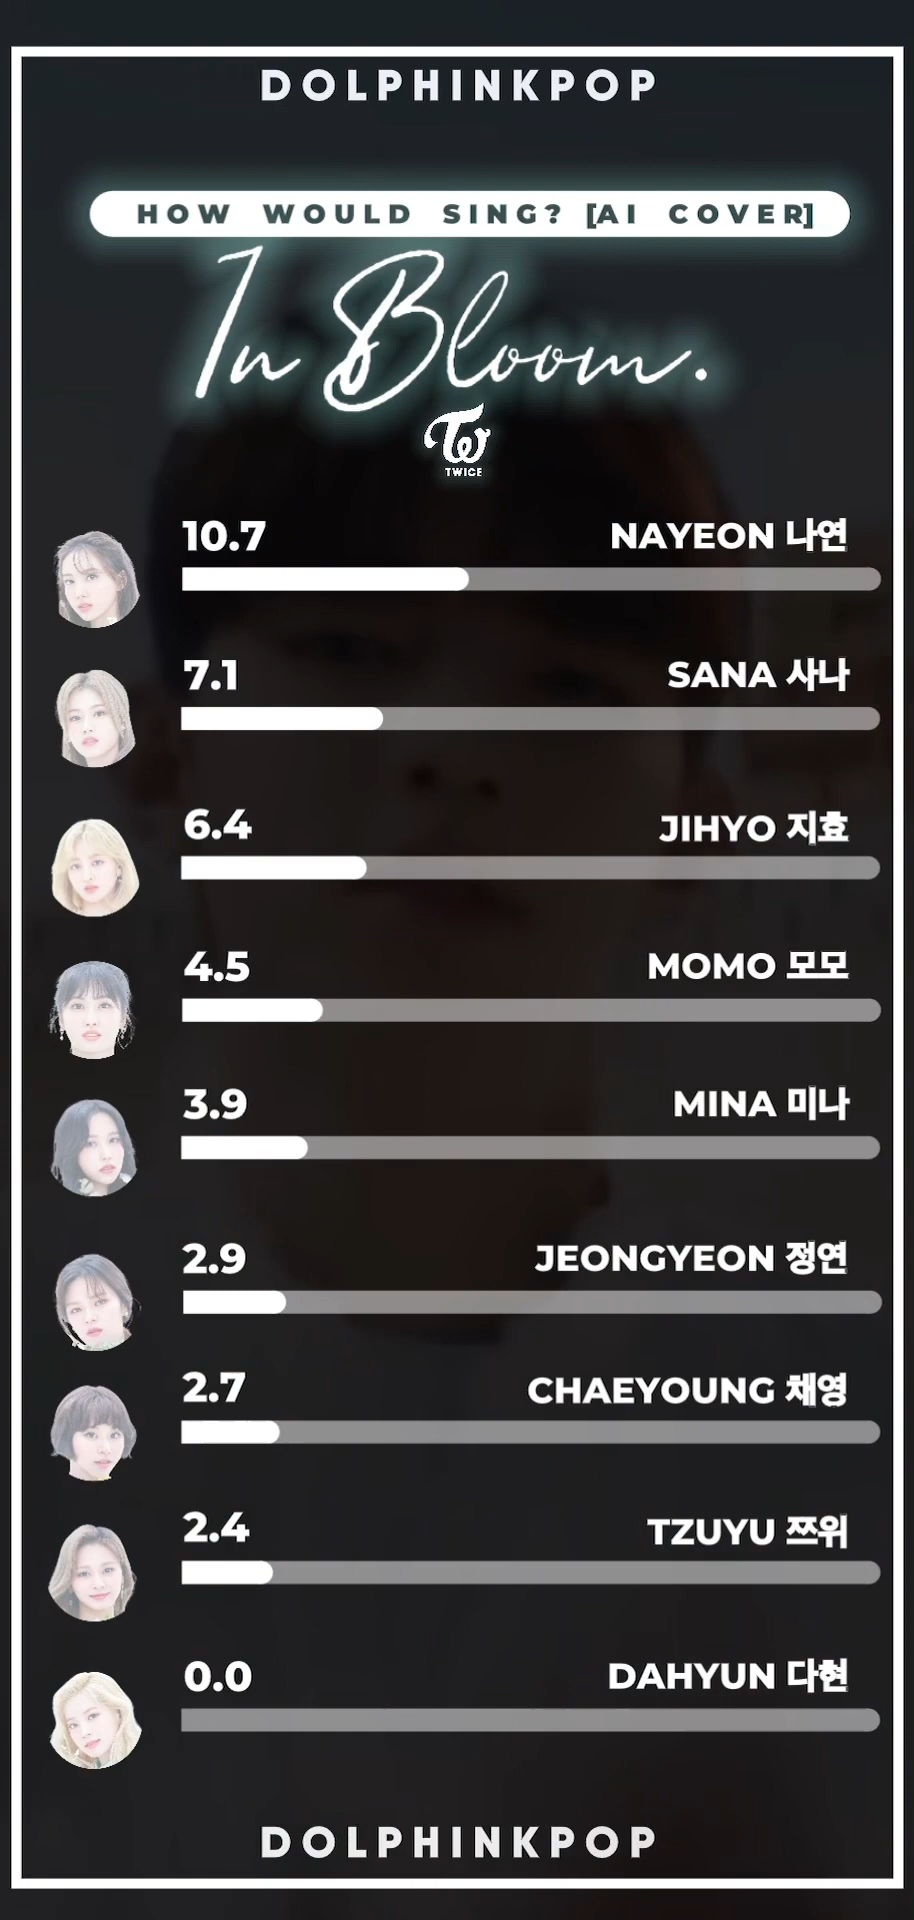 DOLPHINKPOP
HOW WOULD SING? [AI COVER]
In Bloom.
TWICE
10.7 NAYEON 나연
7.1 SANA 사나
6.4 JIHYO 지효
4.5 MOMO 모모
3.9 MINA 미나
2.9 JEONGYEON 정연
2.7 CHAEYOUNG 채영
2.4 TZUYU 쯔위
0.0 DAHYUN 다현
DOLPHINKPOP